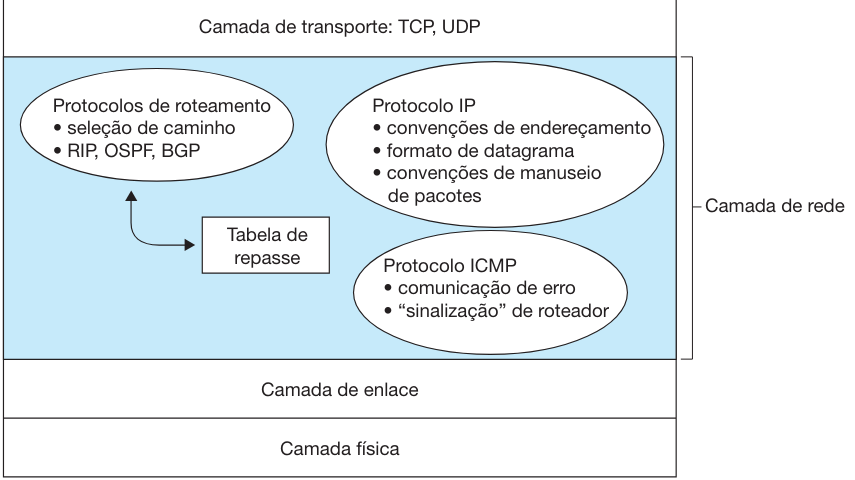 Camada de transporte: TCP, UDP
Protocolos de roteamento
• seleção de caminho
• RIP, OSPF, BGP
Protocolo IP
• convenções de endereçamento
• formato de datagrama
• convenções de manuseio
de pacotes
Camada de rede
Tabela de
repasse
Protocolo ICMP
• comunicação de erro
• “sinalização” de roteador
Camada de enlace
Camada física